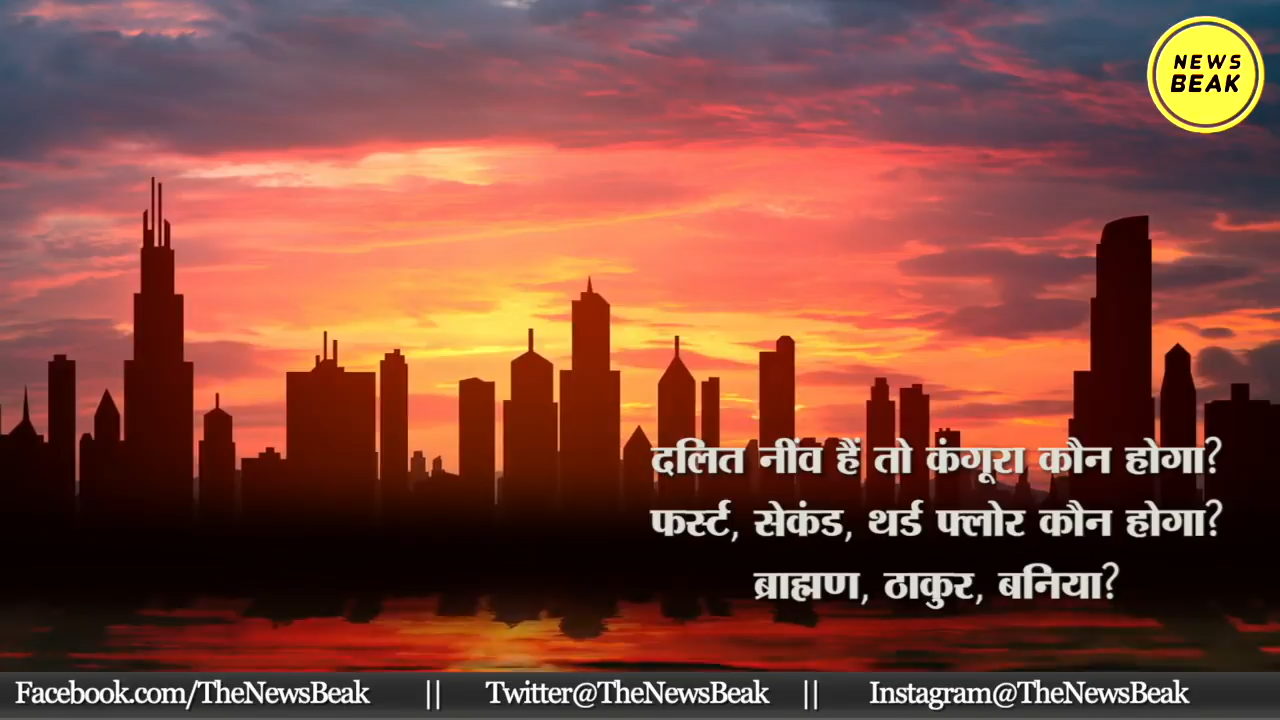 NEWS
BEAK
दलित नींव हैं तो कंगूरा कौन होगा?
फर्स्ट, सेकंड, थर्ड फ्लोर कौन होगा?
ब्राह्मण, ठाकुर, बनिया?
Facebook.com/TheNewsBeak || Twitter@TheNewsBeak || Instagram@TheNewsBeak